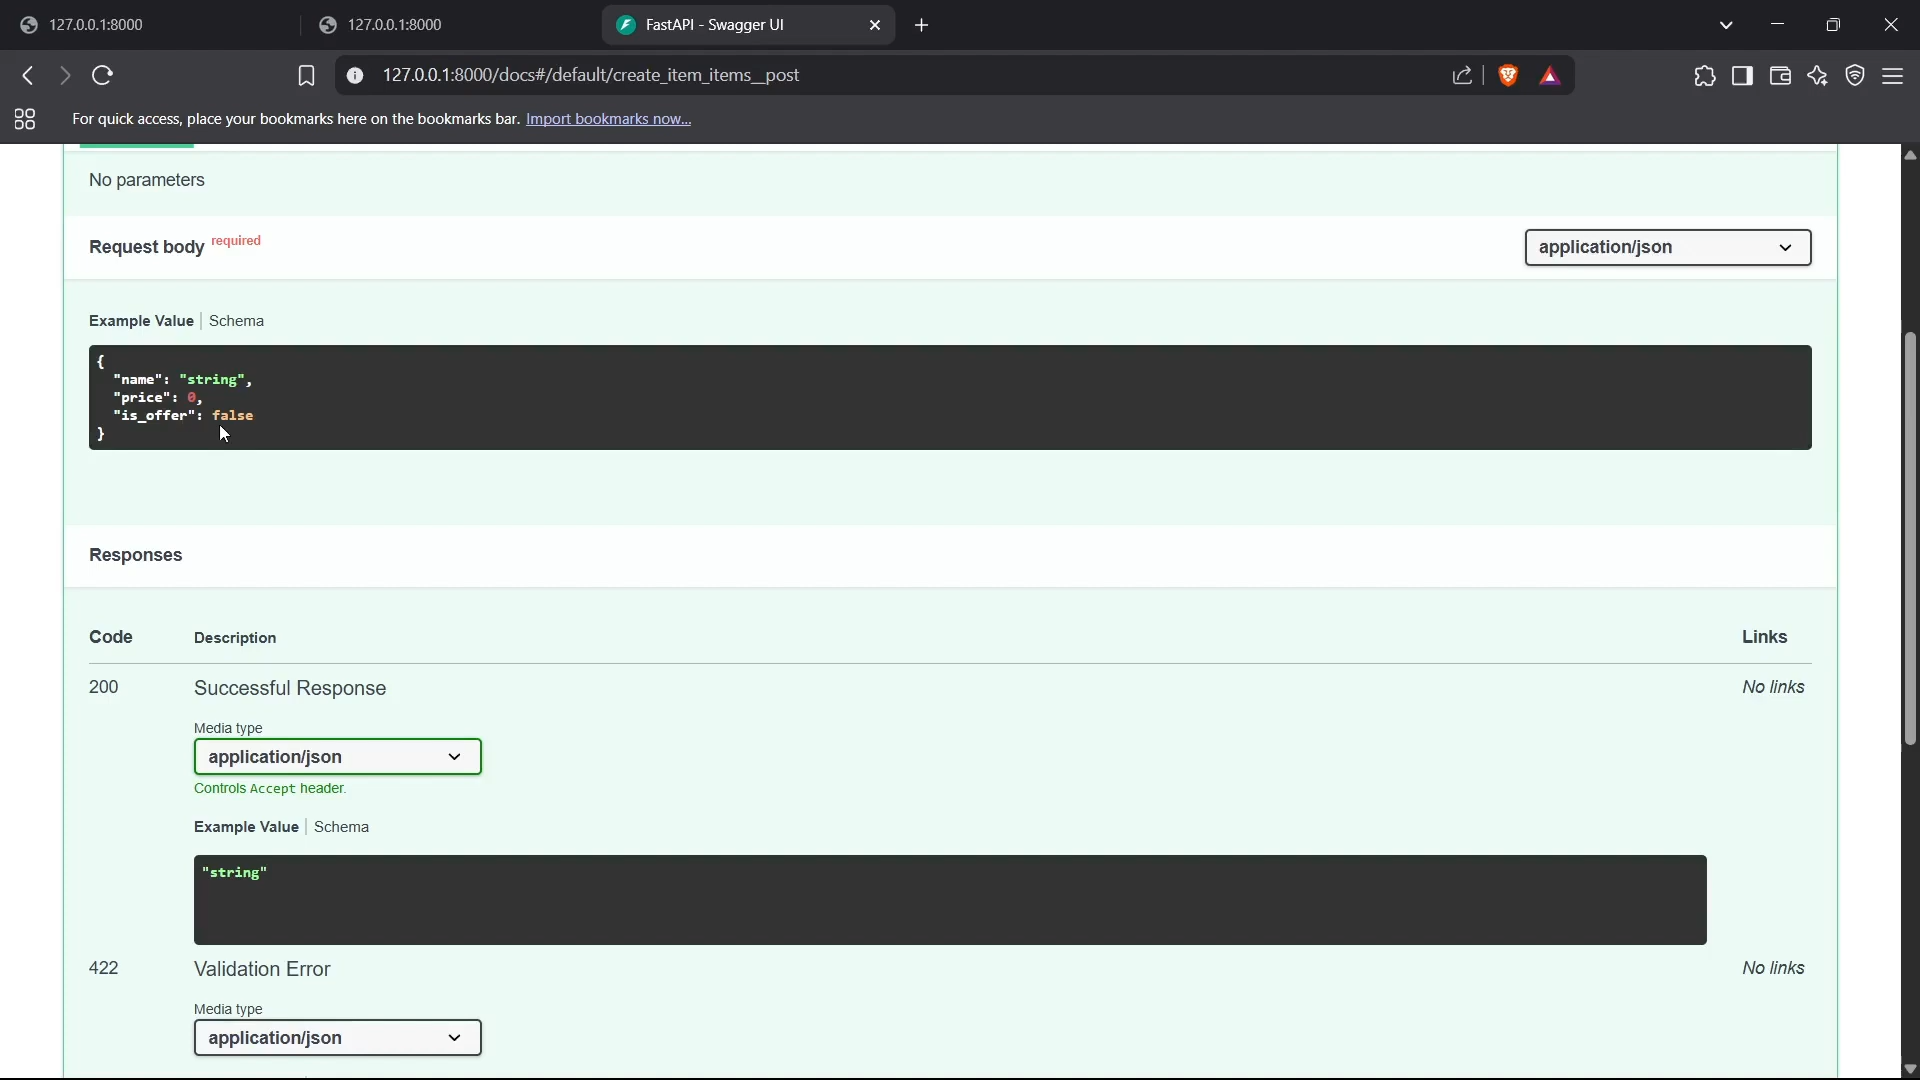 127.0.0.1:8000
127.0.0.1:8000
FastAPI - Swagger UI
127.0.0.1:8000/docs#/default/create_item_items__post
For quick access, place your bookmarks here on the bookmarks bar. Import bookmarks now...
No parameters
Request body required
application/json
Example Value | Schema
{
"name": "string",
"price": 0,
"is_offer": false
}
Responses
Code Description Links
200 Successful Response No links
Media type
application/json
Controls Accept header.
Example Value | Schema
"string"
422 Validation Error No links
Media type
application/json